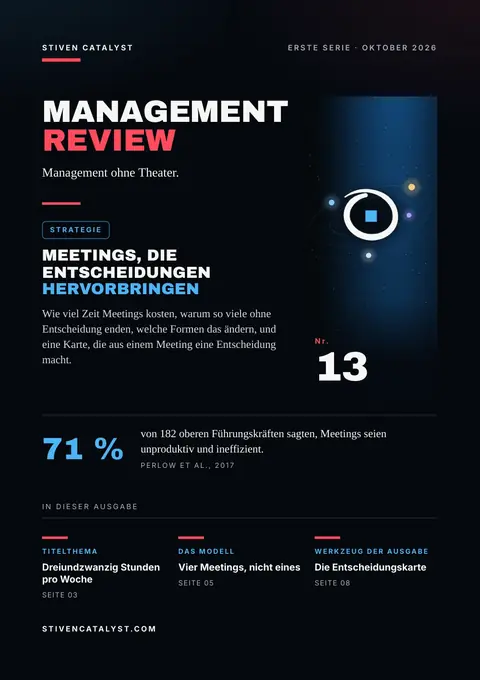 STIVEN CATALYST
ERSTE SERIE · OKTOBER 2026
MANAGEMENT
REVIEW
Management ohne Theater.
STRATEGIE
MEETINGS, DIE
ENTSCHEIDUNGEN
HERVORBRINGEN
Wie viel Zeit Meetings kosten, warum so viele ohne
Entscheidung enden, welche Formen das ändern, und
eine Karte, die aus einem Meeting eine Entscheidung
macht.
Nr.
13
71 %
von 182 oberen Führungskräften sagten, Meetings seien
unproduktiv und ineffizient.
PERLOW ET AL., 2017
IN DIESER AUSGABE
TITELTHEMA
Dreiundzwanzig Stunden
pro Woche
SEITE 03
DAS MODELL
Vier Meetings, nicht eines
SEITE 05
WERKZEUG DER AUSGABE
Die Entscheidungskarte
SEITE 08
STIVENCATALYST.COM